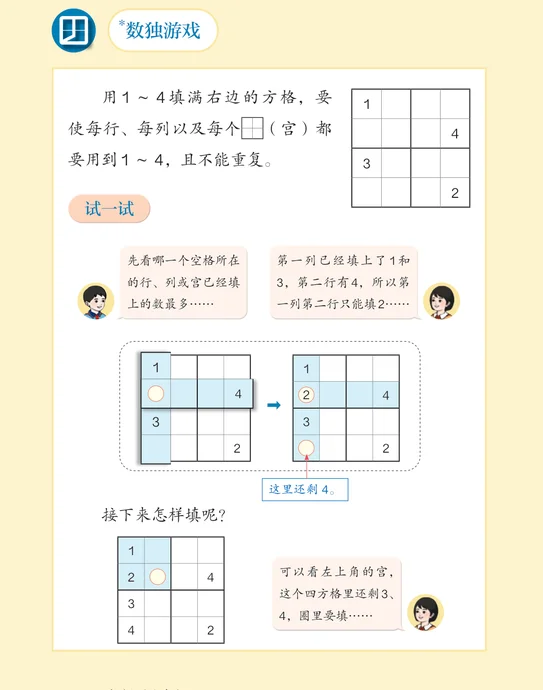 *数独游戏
用1～4填满右边的方格，要
使每行、每列以及每个（宫）都
要用到1～4，且不能重复。
1
4
3
2
试一试
先看哪一个空格所在
的行、列或宫已经填
上的数最多……
第一列已经填上了1和
3，第二行有4，所以第
一列第二行只能填2……
1
4
3
2
1
2 4
3
2
这里还剩4。
接下来怎样填呢？
1
2 4
3
4 2
可以看左上角的宫，
这个四方格里还剩3、
4，圈里要填……